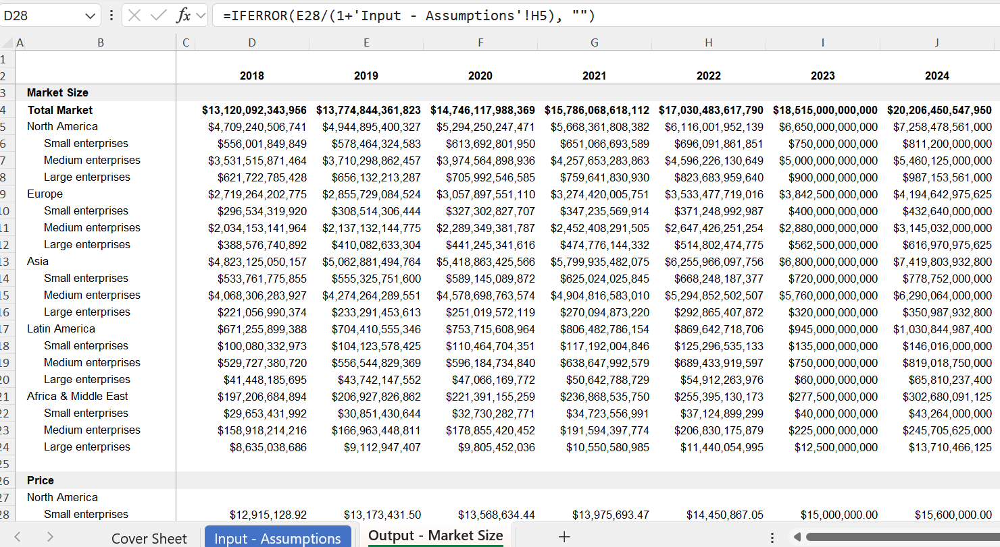 D28 fx =IFERROR(E28/(1+'Input - Assumptions'!H5), "")
A B C D E F G H I J
1
2 2018 2019 2020 2021 2022 2023 2024
3 Market Size
4 Total Market $13,120,092,343,956 $13,774,844,361,823 $14,746,117,988,369 $15,786,068,618,112 $17,030,483,617,790 $18,515,000,000,000 $20,206,450,547,950
5 North America $4,709,240,506,741 $4,944,895,400,327 $5,294,250,247,471 $5,668,361,808,382 $6,116,001,952,139 $6,650,000,000,000 $7,258,478,561,000
6 Small enterprises $556,001,849,849 $578,464,324,583 $613,692,801,950 $651,066,693,589 $696,091,861,851 $750,000,000,000 $811,200,000,000
7 Medium enterprises $3,531,515,871,464 $3,710,298,862,457 $3,974,564,898,936 $4,257,653,283,863 $4,596,226,130,649 $5,000,000,000,000 $5,460,125,000,000
8 Large enterprises $621,722,785,428 $656,132,213,287 $705,992,546,585 $759,641,830,930 $823,683,959,640 $900,000,000,000 $987,153,561,000
9 Europe $2,719,264,202,775 $2,855,729,084,524 $3,057,897,551,110 $3,274,420,005,751 $3,533,477,719,016 $3,842,500,000,000 $4,194,642,975,625
10 Small enterprises $296,534,319,920 $308,514,306,444 $327,302,827,707 $347,235,569,914 $371,248,992,987 $400,000,000,000 $432,640,000,000
11 Medium enterprises $2,034,153,141,964 $2,137,132,144,775 $2,289,349,381,787 $2,452,408,291,505 $2,647,426,251,254 $2,880,000,000,000 $3,145,032,000,000
12 Large enterprises $388,576,740,892 $410,082,633,304 $441,245,341,616 $474,776,144,332 $514,802,474,775 $562,500,000,000 $616,970,975,625
13 Asia $4,823,125,050,157 $5,062,881,494,764 $5,418,863,425,566 $5,799,935,482,075 $6,255,966,097,756 $6,800,000,000,000 $7,419,803,932,800
14 Small enterprises $533,761,775,855 $555,325,751,600 $589,145,089,872 $625,024,025,845 $668,248,187,377 $720,000,000,000 $778,752,000,000
15 Medium enterprises $4,068,306,283,927 $4,274,264,289,551 $4,578,698,763,574 $4,904,816,583,010 $5,294,852,502,507 $5,760,000,000,000 $6,290,064,000,000
16 Large enterprises $221,056,990,374 $233,291,453,613 $251,019,572,119 $270,094,873,220 $292,865,407,872 $320,000,000,000 $350,987,932,800
17 Latin America $671,255,899,388 $704,410,555,346 $753,715,608,964 $806,482,786,154 $869,642,718,706 $945,000,000,000 $1,030,844,987,400
18 Small enterprises $100,080,332,973 $104,123,578,425 $110,464,704,351 $117,192,004,846 $125,296,535,133 $135,000,000,000 $146,016,000,000
19 Medium enterprises $529,727,380,720 $556,544,829,369 $596,184,734,840 $638,647,992,579 $689,433,919,597 $750,000,000,000 $819,018,750,000
20 Large enterprises $41,448,185,695 $43,742,147,552 $47,066,169,772 $50,642,788,729 $54,912,263,976 $60,000,000,000 $65,810,237,400
21 Africa & Middle East $197,206,684,894 $206,927,826,862 $221,391,155,259 $236,868,535,750 $255,395,130,173 $277,500,000,000 $302,680,091,125
22 Small enterprises $29,653,431,992 $30,851,430,644 $32,730,282,771 $34,723,556,991 $37,124,899,299 $40,000,000,000 $43,264,000,000
23 Medium enterprises $158,918,214,216 $166,963,448,811 $178,855,420,452 $191,594,397,774 $206,830,175,879 $225,000,000,000 $245,705,625,000
24 Large enterprises $8,635,038,686 $9,112,947,407 $9,805,452,036 $10,550,580,985 $11,440,054,995 $12,500,000,000 $13,710,466,125
25
26 Price
27 North America
28 Small enterprises $12,915,128.92 $13,173,431.50 $13,568,634.44 $13,975,693.47 $14,450,867.05 $15,000,000.00 $15,600,000.00
Cover Sheet Input - Assumptions Output - Market Size